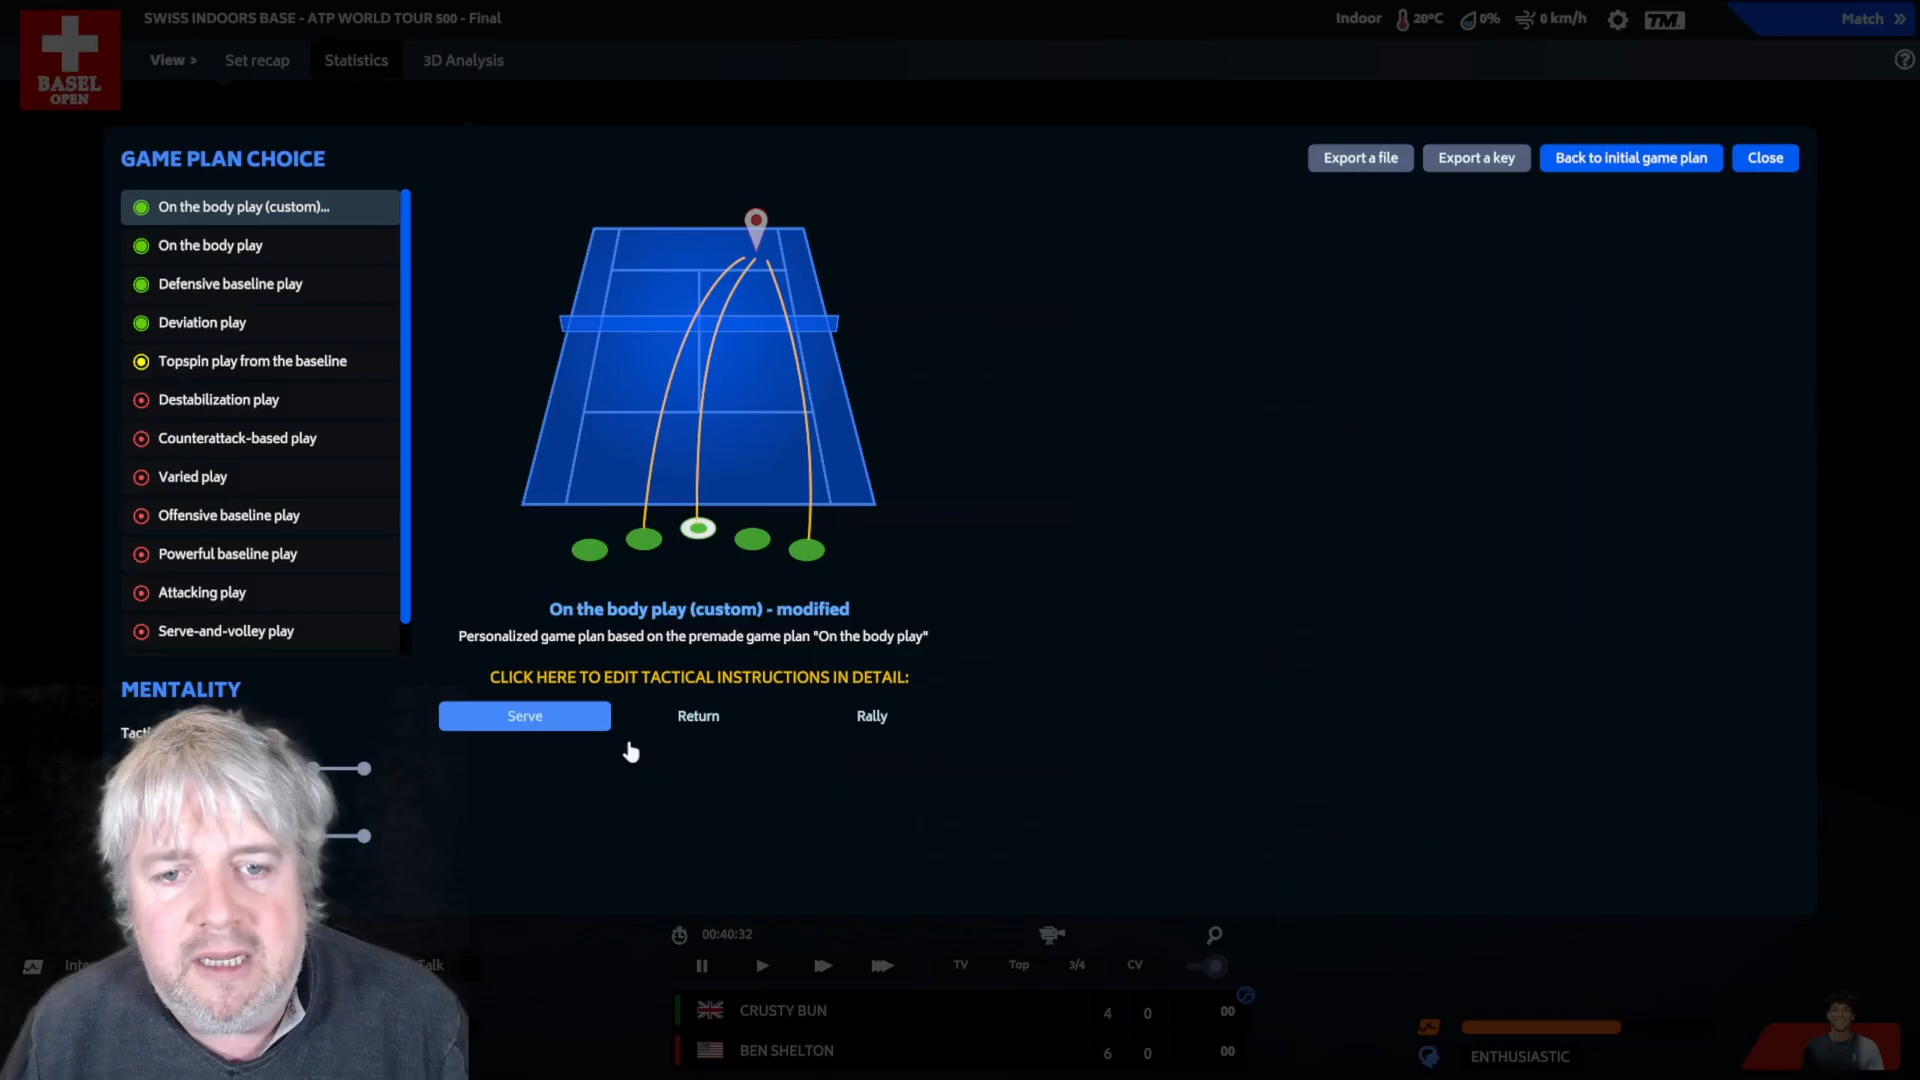 SWISS INDOORS BASE - ATP WORLD TOUR 500 - Final
Indoor 20°C 0% 0 km/h TM. Match »
BASEL
OPEN
View > Set recap Statistics 3D Analysis
GAME PLAN CHOICE
Export a file Export a key Back to initial game plan Close
On the body play (custom)...
On the body play
Defensive baseline play
Deviation play
Topspin play from the baseline
Destabilization play
Counterattack-based play
Varied play
Offensive baseline play
Powerful baseline play
Attacking play
Serve-and-volley play
On the body play (custom) - modified
Personalized game plan based on the premade game plan "On the body play"
CLICK HERE TO EDIT TACTICAL INSTRUCTIONS IN DETAIL:
Serve Return Rally
MENTALITY
Tacti
00:40:32
Talk
TV Top 3/4 CV
CRUSTY BUN 4 0 00
BEN SHELTON 6 0 00
ENTHUSIASTIC